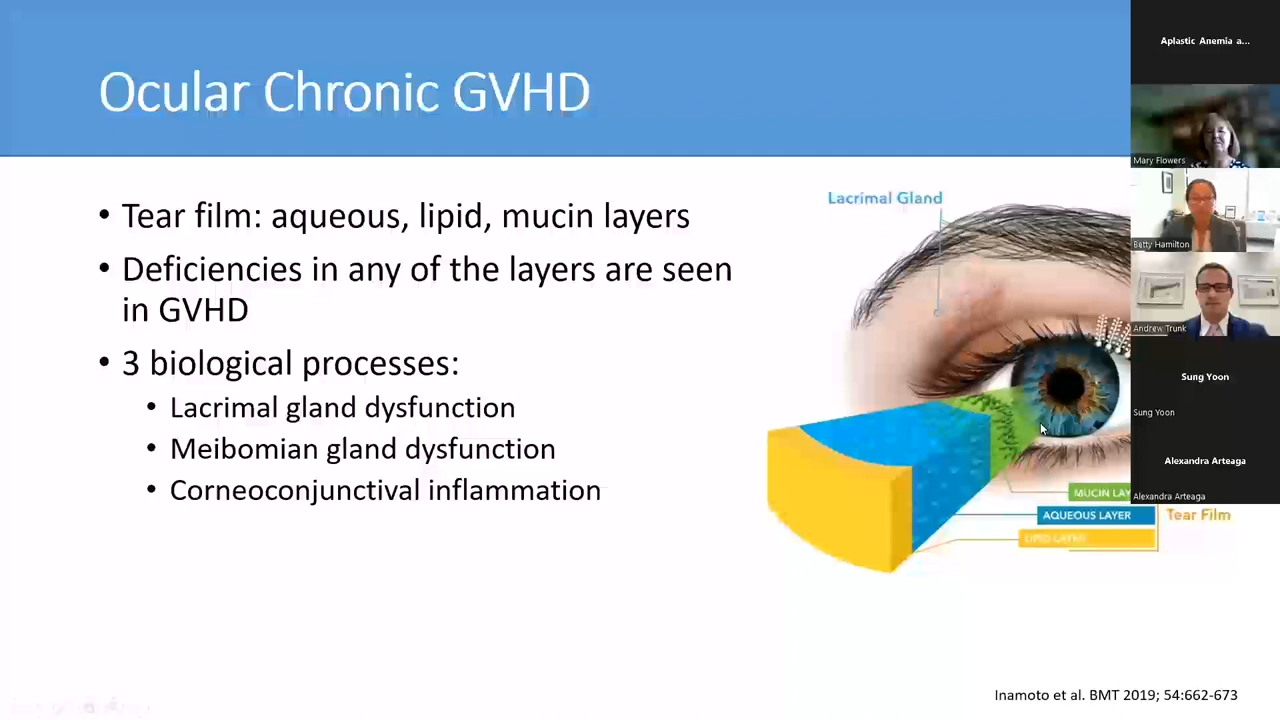 Ocular Chronic GVHD
• Tear film: aqueous, lipid, mucin layers
• Deficiencies in any of the layers are seen
in GVHD
• 3 biological processes:
• Lacrimal gland dysfunction
• Meibomian gland dysfunction
• Corneoconjunctival inflammation
Lacrimal Gland
MUCIN LAY
AQUEOUS LAYER
LIPID LAYER
Tear Film
Inamoto et al. BMT 2019; 54:662-673
Aplastic Anemia a...
Mary Flowers
Betty Hamilton
Andrew Trunk
Sung Yoon
Sung Yoon
Alexandra Arteaga
Alexandra Arteaga